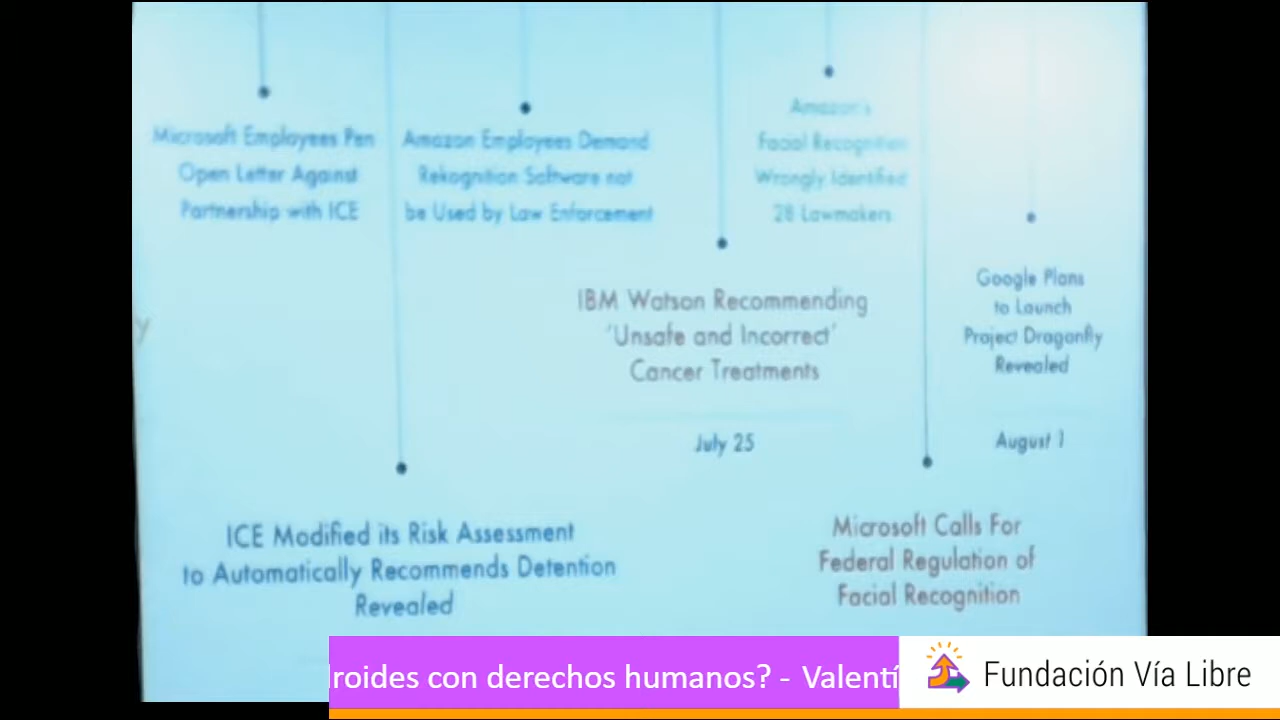 Microsoft Employees Pen
Open Letter Against
Partnership with ICE
Amazon Employees Demand
Rekognition Software not
be Used by Law Enforcement
Amazon's
Facial Recognition
Wrongly Identified
28 Lawmakers
IBM Watson Recommending
'Unsafe and Incorrect'
Cancer Treatments
July 25
Google Plans
to Launch
Project Dragonfly
Revealed
August 1
y
ICE Modified its Risk Assessment
to Automatically Recommends Detention
Revealed
Microsoft Calls For
Federal Regulation of
Facial Recognition
droides con derechos humanos? - Valentí
Fundación Vía Libre